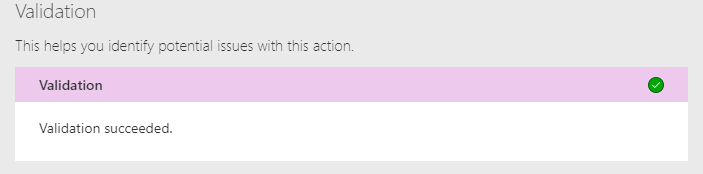 Validation
This helps you identify potential issues with this action.
Validation
Validation succeeded.